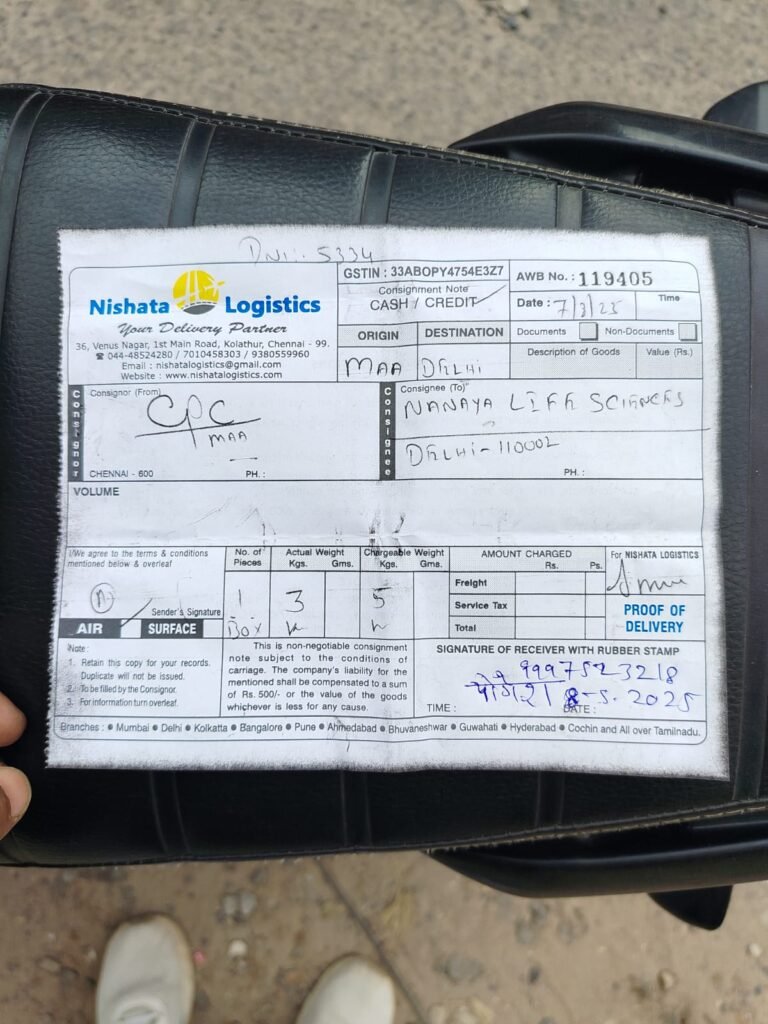 5334
Nishata Logistics
Your Delivery Partner
36, Venus Nagar, 1st Main Road, Kolathur, Chennai - 99.
☎ 044-48524280 / 7010458303 / 9380559960
Email : nishatalogistics@gmail.com
Website : www.nishatalogistics.com
GSTIN : 33ABOPY4754E3Z7
Consignment Note
CASH / CREDIT
AWB No. : 119405
Date : 7/8/25
Time
ORIGIN DESTINATION
MAA DELHI
Documents Non-Documents
Description of Goods Value (Rs.)
Consignor
Consignor (From)
CPC
MAA
CHENNAI - 600 PH. :
Consignee
Consignee (To)
NANAYA LIFE SCIENCES
DELHI-110002
PH. :
VOLUME
I/We agree to the terms & conditions
mentioned below & overleaf
Sender's Signature
AIR SURFACE
No. of Pieces
1
Box
Actual Weight
Kgs. Gms.
3
Chargeable Weight
Kgs. Gms.
5
AMOUNT CHARGED
Rs. Ps.
Freight
Service Tax
Total
For NISHATA LOGISTICS
PROOF OF
DELIVERY
Note :
1. Retain this copy for your records.
Duplicate will not be issued.
2. To be filled by the Consignor.
3. For information turn overleaf.
This is non-negotiable consignment
note subject to the conditions of
carriage. The company's liability for the
mentioned shall be compensated to a sum
of Rs. 500/- or the value of the goods
whichever is less for any cause.
SIGNATURE OF RECEIVER WITH RUBBER STAMP
9997523218
8-5-2025
TIME : DATE :
Branches : ● Mumbai ● Delhi ● Kolkatta ● Bangalore ● Pune ● Ahmedabad ● Bhuvaneshwar ● Guwahati ● Hyderabad ● Cochin and All over Tamilnadu.